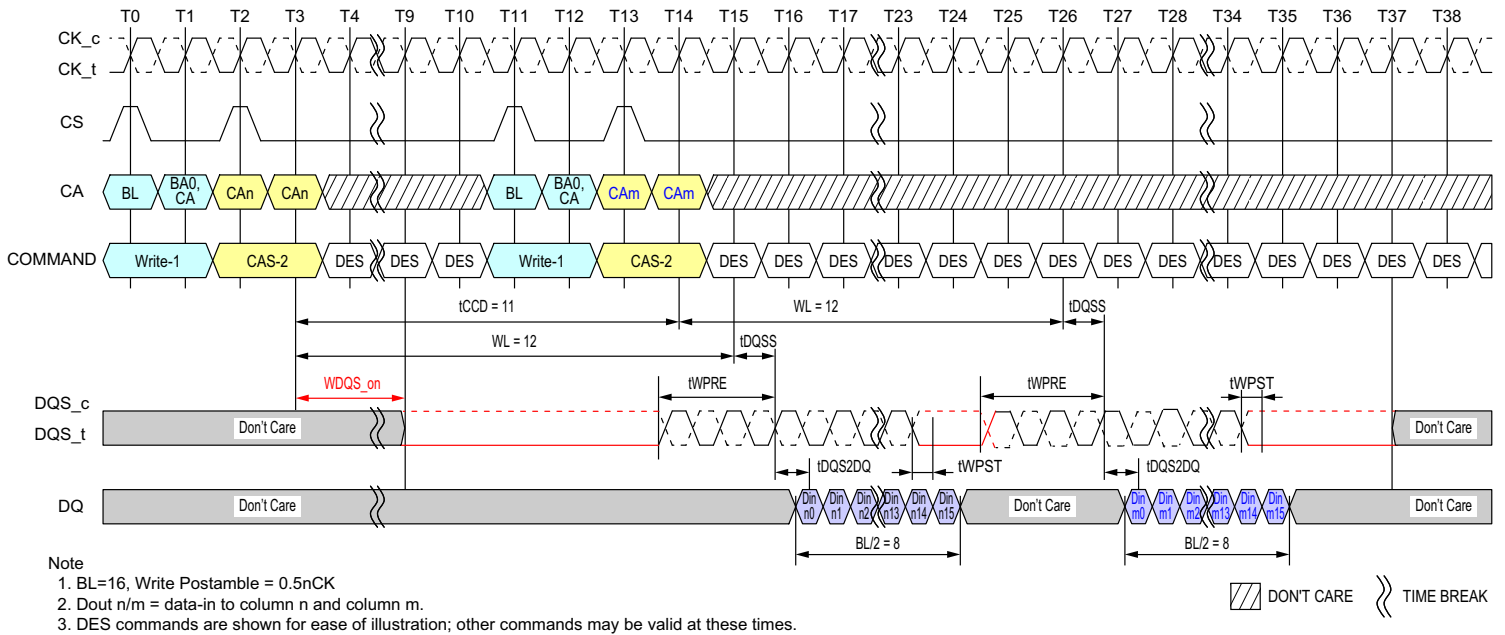 T0 T1 T2 T3 T4 T9 T10 T11 T12 T13 T14 T15 T16 T17 T23 T24 T25 T26 T27 T28 T34 T35 T36 T37 T38
CK_c
CK_t
CS
CA BL BA0, CA CAn CAn BL BA0, CA CAm CAm
COMMAND Write-1 CAS-2 DES DES DES Write-1 CAS-2 DES DES DES DES DES DES DES DES DES DES DES DES DES DES
tCCD = 11 WL = 12 tDQSS
WL = 12 tDQSS
WDQS_on tWPRE tWPRE tWPST
DQS_c
DQS_t Don't Care Don't Care
tDQS2DQ tWPST tDQS2DQ
DQ Don't Care Din n0 Din n1 Din n2 Din n13 Din n14 Din n15 Don't Care Din m0 Din m1 Din m2 Din m13 Din m14 Din m15 Don't Care
BL/2 = 8 BL/2 = 8
Note
1. BL=16, Write Postamble = 0.5nCK
2. Dout n/m = data-in to column n and column m.
3. DES commands are shown for ease of illustration; other commands may be valid at these times.
DON'T CARE TIME BREAK